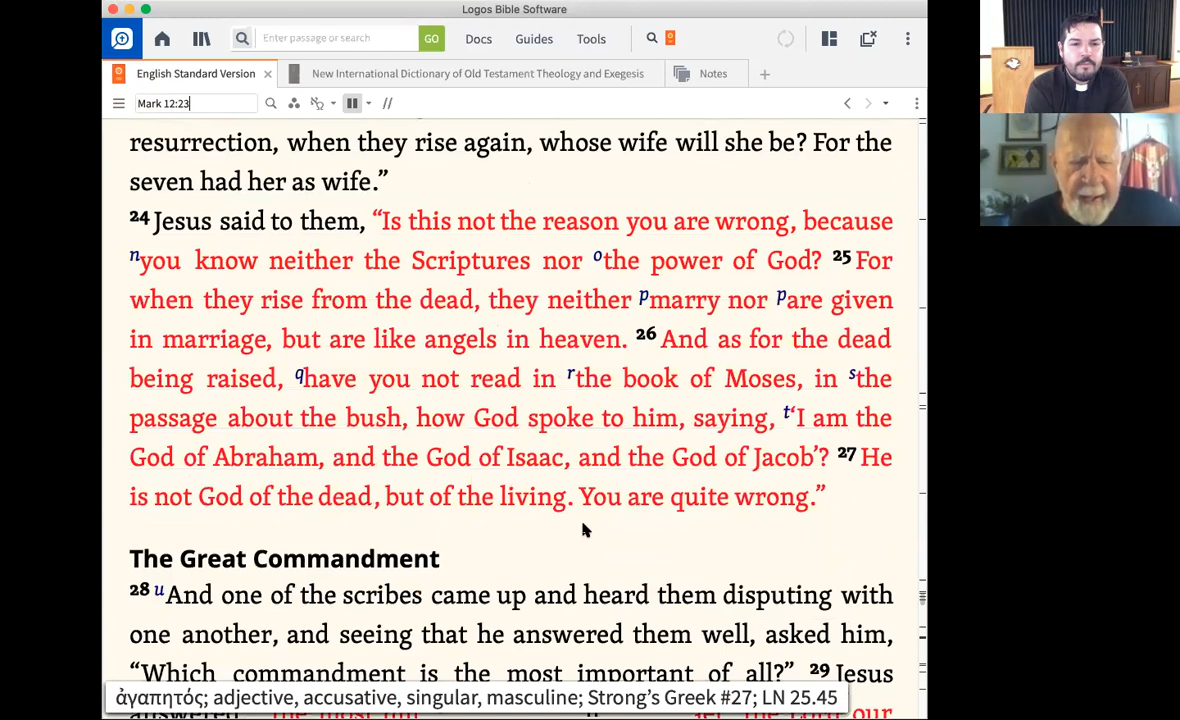 Logos Bible Software
Enter passage or search GO Docs Guides Tools
English Standard Version New International Dictionary of Old Testament Theology and Exegesis Notes
Mark 12:23
resurrection, when they rise again, whose wife will she be? For the
seven had her as wife.”
24 Jesus said to them, “Is this not the reason you are wrong, because
n you know neither the Scriptures nor o the power of God? 25 For
when they rise from the dead, they neither p marry nor p are given
in marriage, but are like angels in heaven. 26 And as for the dead
being raised, q have you not read in r the book of Moses, in s the
passage about the bush, how God spoke to him, saying, t ‘I am the
God of Abraham, and the God of Isaac, and the God of Jacob’? 27 He
is not God of the dead, but of the living. You are quite wrong.”
The Great Commandment
28 u And one of the scribes came up and heard them disputing with
one another, and seeing that he answered them well, asked him,
“Which commandment is the most important of all?” 29 Jesus
ἀγαπητός; adjective, accusative, singular, masculine; Strong’s Greek #27; LN 25.45